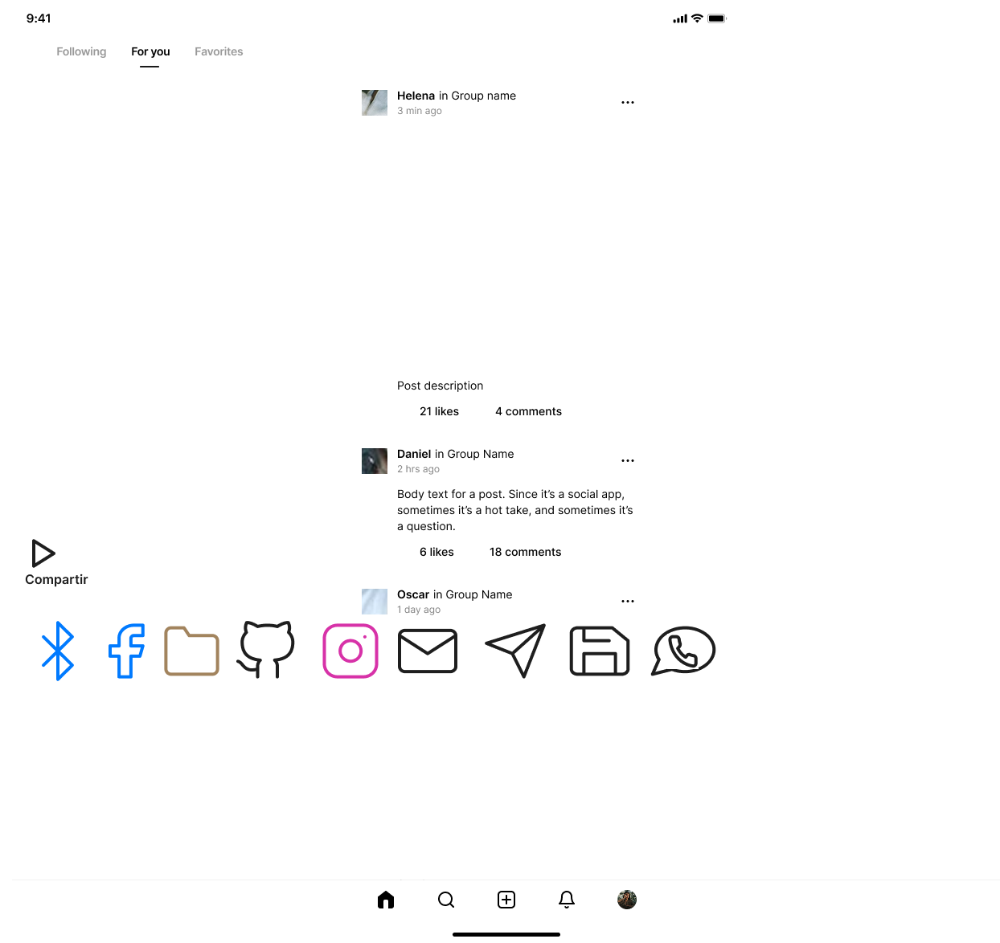 9:41
Following
For you
Favorites
Helena in Group name
3 min ago
Post description
21 likes
4 comments
Daniel in Group Name
2 hrs ago
Body text for a post. Since it’s a social app,
sometimes it’s a hot take, and sometimes it’s
a question.
6 likes
18 comments
Compartir
Oscar in Group Name
1 day ago